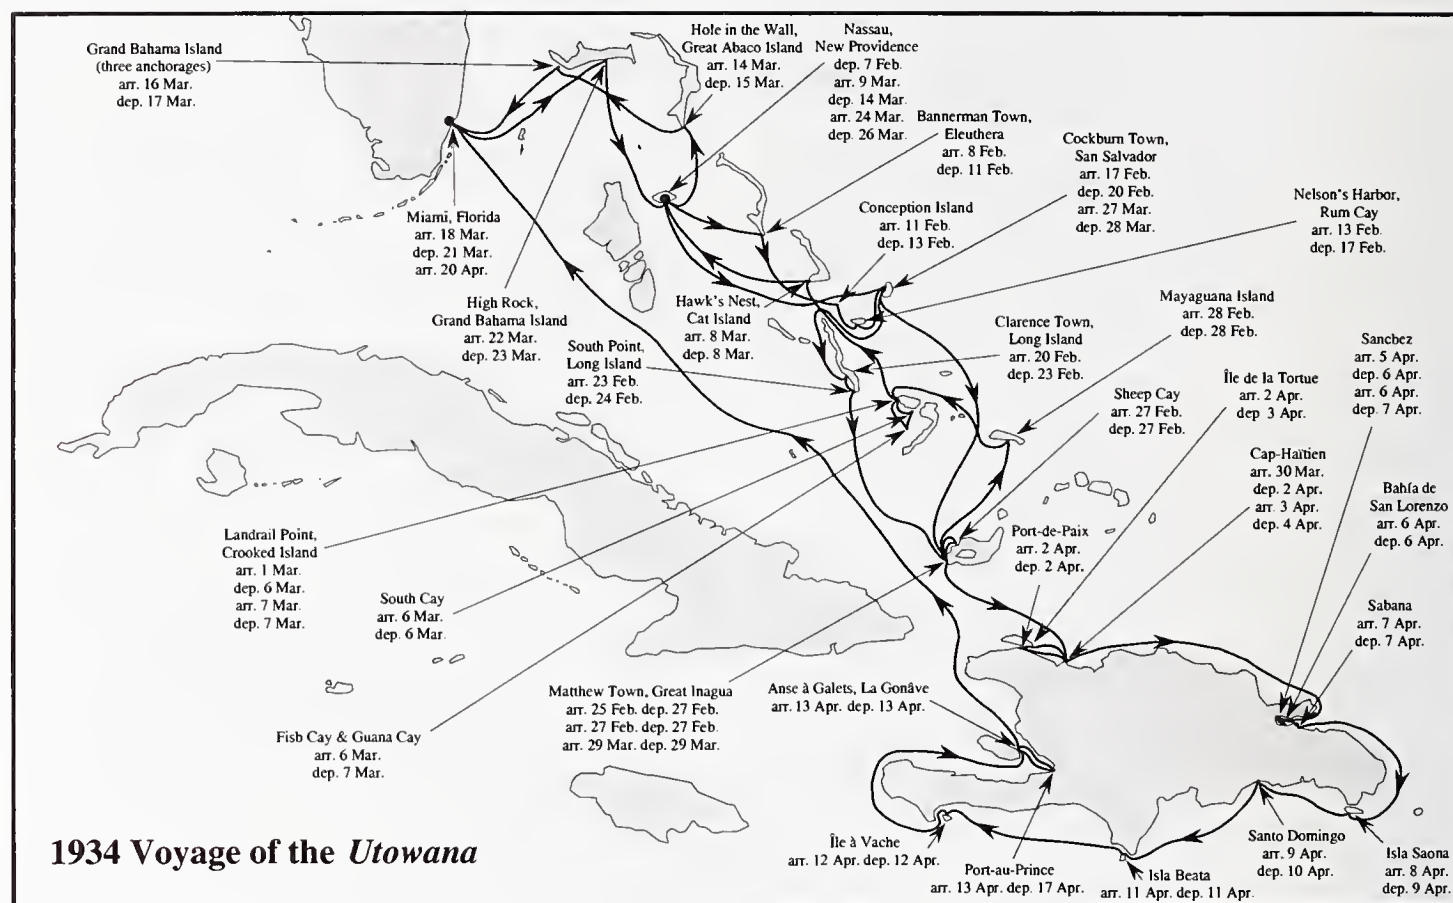 Grand Bahama Island
(three anchorages)
arr. 16 Mar.
dep. 17 Mar.
Hole in the Wall,
Great Abaco Island
arr. 14 Mar.
dep. 15 Mar.
Nassau,
New Providence
dep. 7 Feb.
arr. 9 Mar.
dep. 14 Mar.
arr. 24 Mar.
dep. 26 Mar.
Bannerman Town,
Eleuthera
arr. 8 Feb.
dep. 11 Feb.
Cockburn Town,
San Salvador
arr. 17 Feb.
dep. 20 Feb.
arr. 27 Mar.
dep. 28 Mar.
Nelson's Harbor,
Rum Cay
arr. 13 Feb.
dep. 17 Feb.
Conception Island
arr. 11 Feb.
dep. 13 Feb.
Miami, Florida
arr. 18 Mar.
dep. 21 Mar.
arr. 20 Apr.
High Rock,
Grand Bahama Island
arr. 22 Mar.
dep. 23 Mar.
Hawk's Nest,
Cat Island
arr. 8 Mar.
dep. 8 Mar.
South Point,
Long Island
arr. 23 Feb.
dep. 24 Feb.
Clarence Town,
Long Island
arr. 20 Feb.
dep. 23 Feb.
Mayaguana Island
arr. 28 Feb.
dep. 28 Feb.
Sheep Cay
arr. 27 Feb.
dep. 27 Feb.
Île de la Tortue
arr. 2 Apr.
dep 3 Apr.
Sanchez
arr. 5 Apr.
dep. 6 Apr.
arr. 6 Apr.
dep. 7 Apr.
Cap-Haïtien
arr. 30 Mar.
dep. 2 Apr.
arr. 3 Apr.
dep. 4 Apr.
Bahía de
San Lorenzo
arr. 6 Apr.
dep. 6 Apr.
Port-de-Paix
arr. 2 Apr.
dep. 2 Apr.
Sabana
arr. 7 Apr.
dep. 7 Apr.
Landrail Point,
Crooked Island
arr. 1 Mar.
dep. 6 Mar.
arr. 7 Mar.
dep. 7 Mar.
South Cay
arr. 6 Mar.
dep. 6 Mar.
Fish Cay & Guana Cay
arr. 6 Mar.
dep. 7 Mar.
Matthew Town, Great Inagua
arr. 25 Feb. dep. 27 Feb.
arr. 27 Feb. dep. 27 Feb.
arr. 29 Mar. dep. 29 Mar.
Anse à Galets, La Gonâve
arr. 13 Apr. dep. 13 Apr.
1934 Voyage of the Utowana
Île à Vache
arr. 12 Apr. dep. 12 Apr.
Port-au-Prince
arr. 13 Apr. dep. 17 Apr.
Isla Beata
arr. 11 Apr. dep. 11 Apr.
Santo Domingo
arr. 9 Apr.
dep. 10 Apr.
Isla Saona
arr. 8 Apr.
dep. 9 Apr.